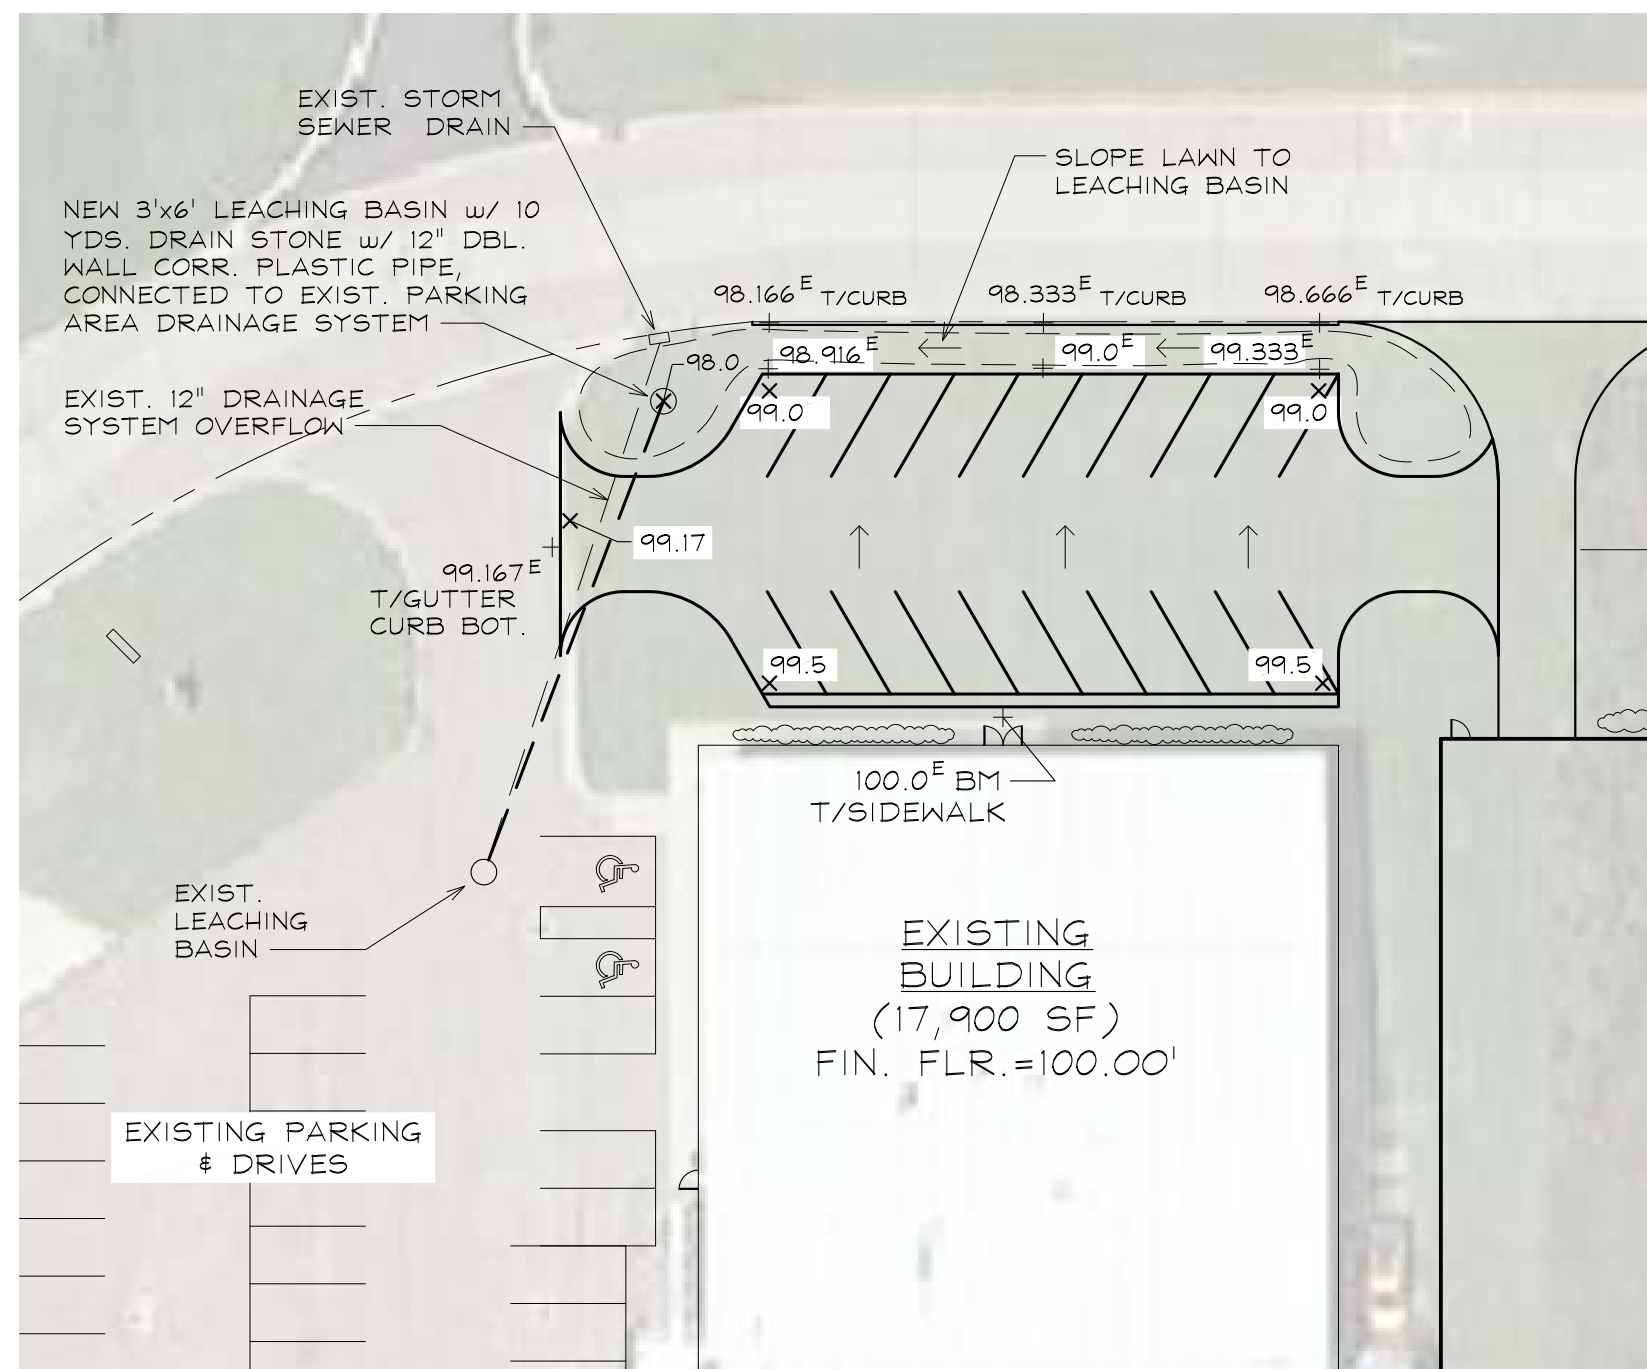 EXIST. STORM
SEWER DRAIN
SLOPE LAWN TO
LEACHING BASIN
NEW 3'x6' LEACHING BASIN w/ 10
YDS. DRAIN STONE w/ 12" DBL.
WALL CORR. PLASTIC PIPE,
CONNECTED TO EXIST. PARKING
AREA DRAINAGE SYSTEM
98.166E T/CURB
98.333E T/CURB
98.666E T/CURB
98.0
98.916E
99.0E
99.333E
EXIST. 12" DRAINAGE
SYSTEM OVERFLOW
99.0
99.0
99.17
99.167E
T/GUTTER
CURB BOT.
99.5
99.5
100.0E BM
T/SIDEWALK
EXIST.
LEACHING
BASIN
EXISTING
BUILDING
(17,900 SF)
FIN. FLR.=100.00'
EXISTING PARKING
& DRIVES